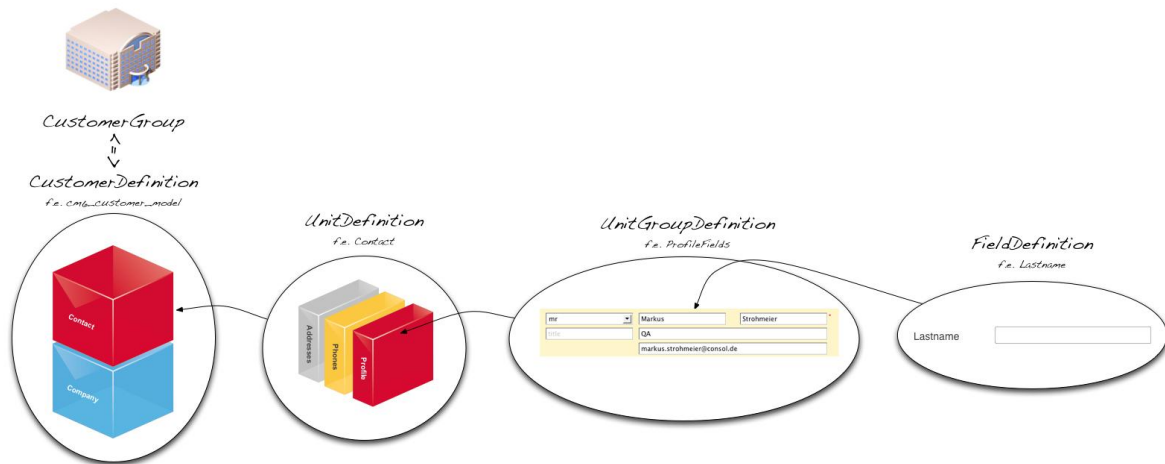 CustomerGroup
CustomerDefinition
f.e. cm6_customer_model
Contact
Company
UnitDefinition
f.e. Contact
Addresses
Phones
Profile
UnitGroupDefinition
f.e. ProfileFields
mr Markus Strohmeier *
title QA
markus.strohmeier@consol.de
FieldDefinition
f.e. Lastname
Lastname